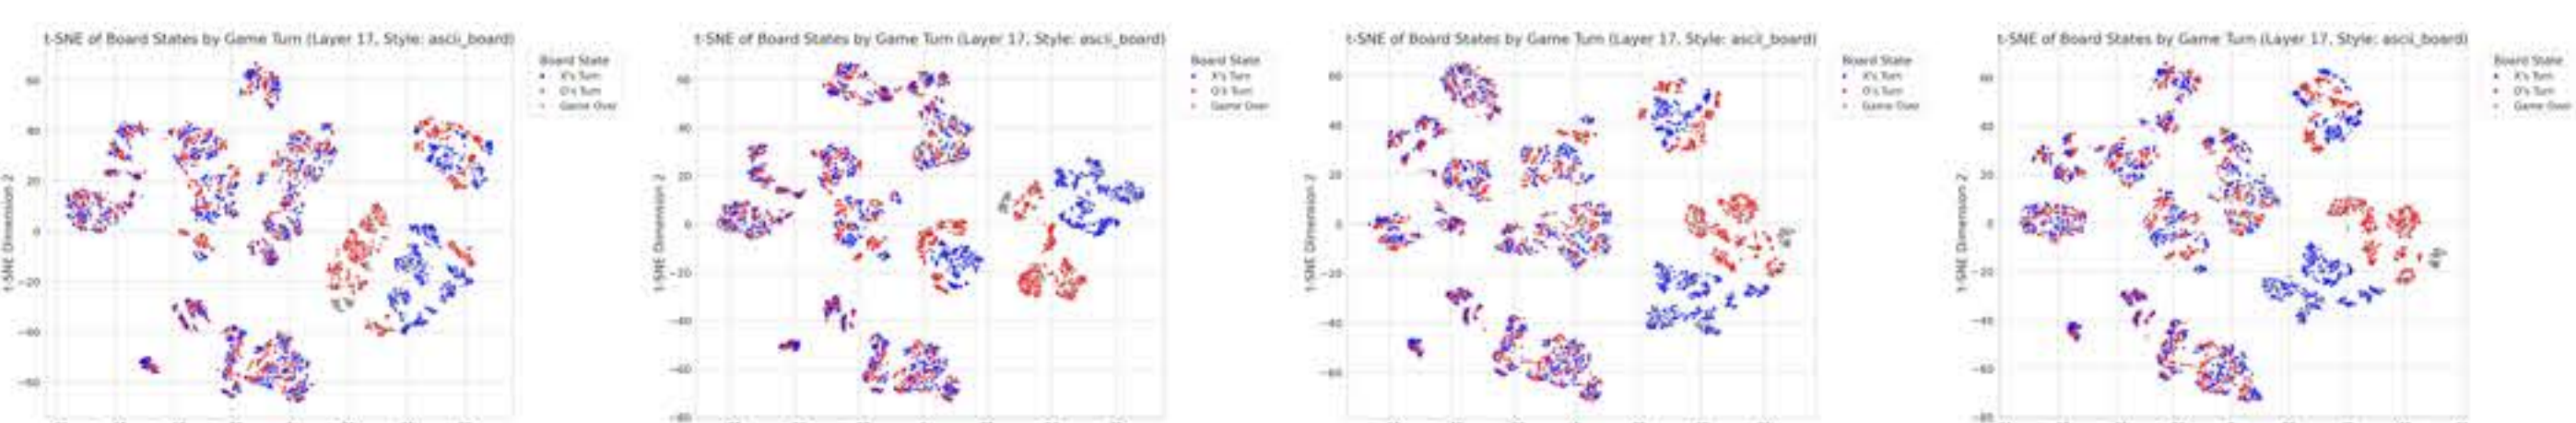 t-SNE of Board States by Game Turn (Layer 17, Style: ascii_board)
Board State
X's Turn
O's Turn
Game Over
t-SNE Dimension 2
60
40
20
0
−20
−40
−60
t-SNE of Board States by Game Turn (Layer 17, Style: ascii_board)
Board State
X's Turn
O's Turn
Game Over
t-SNE Dimension 2
60
40
20
0
−20
−40
−60
−80
t-SNE of Board States by Game Turn (Layer 17, Style: ascii_board)
Board State
X's Turn
O's Turn
Game Over
t-SNE Dimension 2
60
40
20
0
−20
−40
−60
t-SNE of Board States by Game Turn (Layer 17, Style: ascii_board)
Board State
X's Turn
O's Turn
Game Over
t-SNE Dimension 2
60
40
20
0
−20
−40
−60
−80